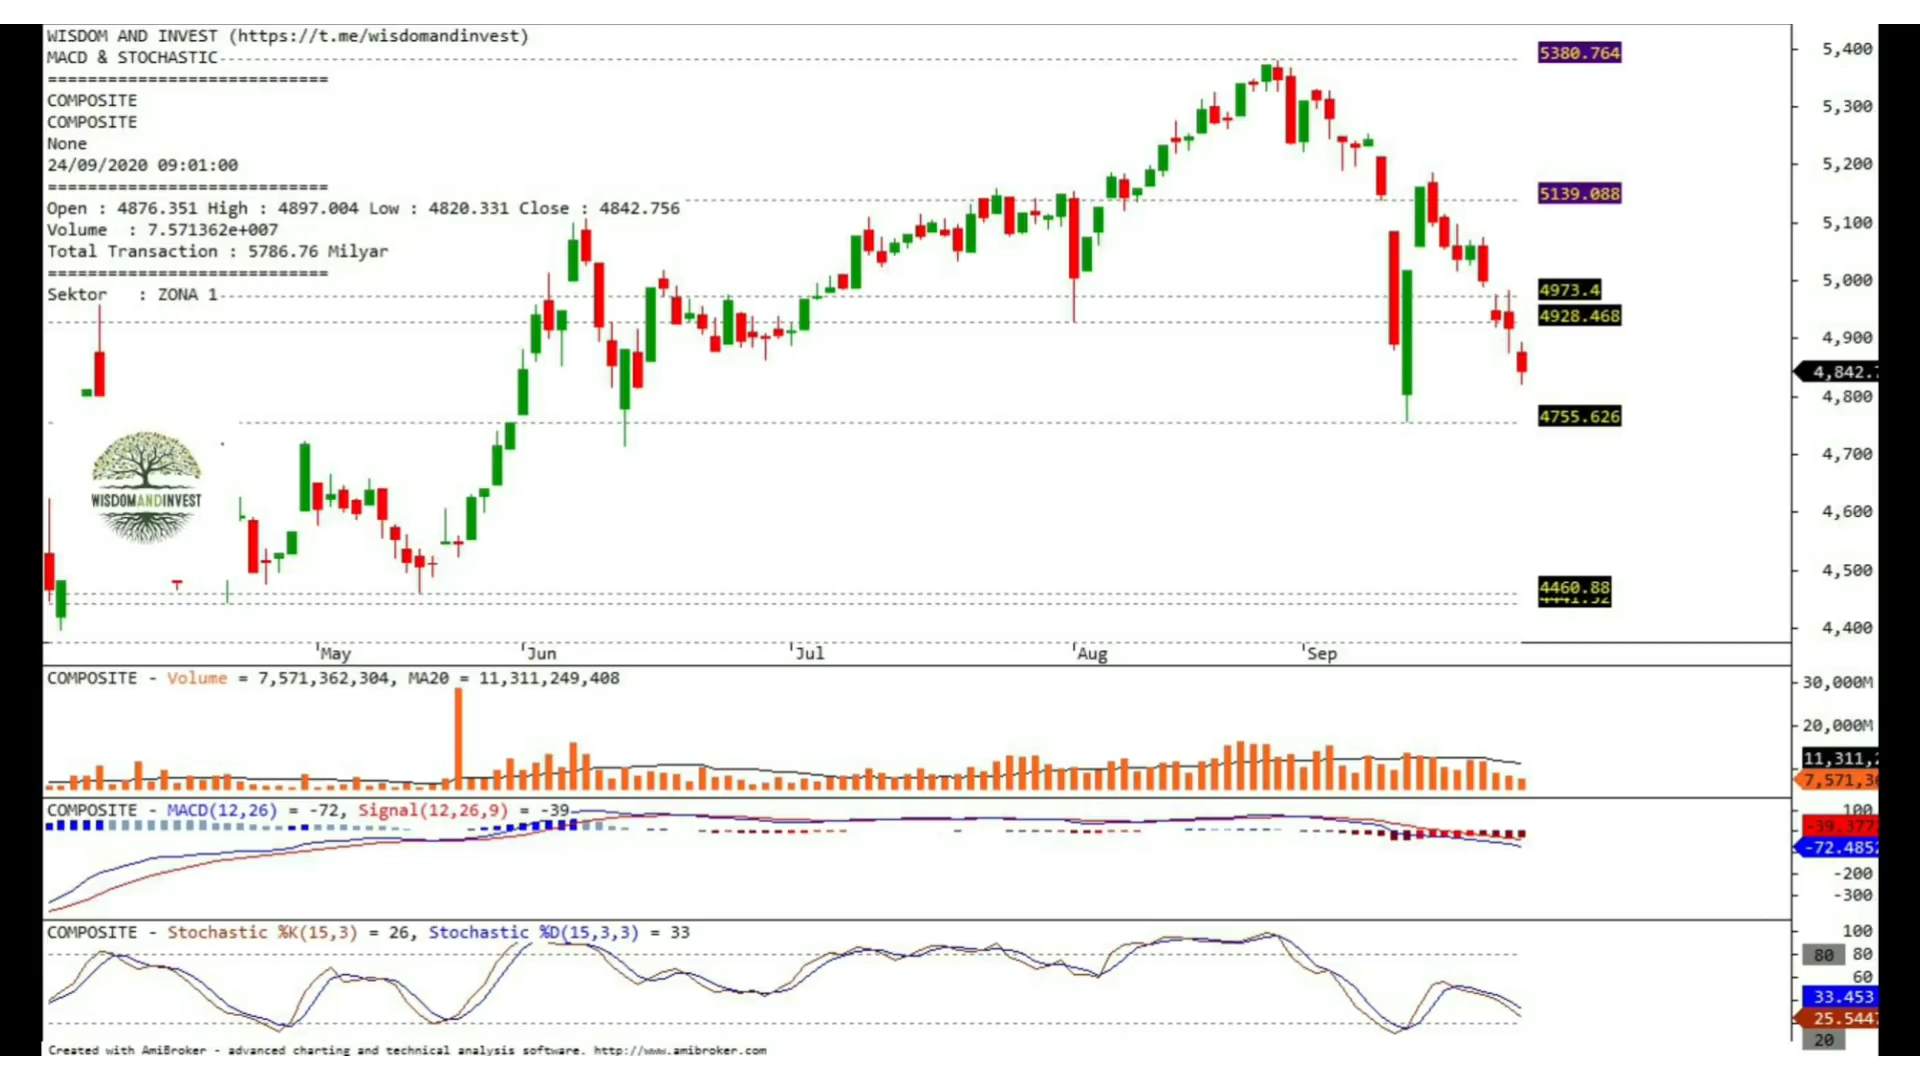 WISDOM AND INVEST (https://t.me/wisdomandinvest)
MACD & STOCHASTIC
============================
COMPOSITE
COMPOSITE
None
24/09/2020 09:01:00
============================
Open : 4876.351 High : 4897.004 Low : 4820.331 Close : 4842.756
Volume : 7.571362e+007
Total Transaction : 5786.76 Milyar
============================
Sektor : ZONA 1
5380.764
5139.088
4973.4
4928.468
4755.626
4460.88
5,400
5,300
5,200
5,100
5,000
4,900
4,842.7
4,800
4,700
4,600
4,500
4,400
WISDOMANDINVEST
May Jun Jul Aug Sep
COMPOSITE - Volume = 7,571,362,304, MA20 = 11,311,249,408
30,000M
20,000M
11,311,2
7,571,36
COMPOSITE - MACD(12,26) = -72, Signal(12,26,9) = -39
100
-39.377
-72.4852
-200
-300
COMPOSITE - Stochastic %K(15,3) = 26, Stochastic %D(15,3,3) = 33
100
80 80
60
33.453
25.544
20
Created with AmiBroker - advanced charting and technical analysis software. http://www.amibroker.com